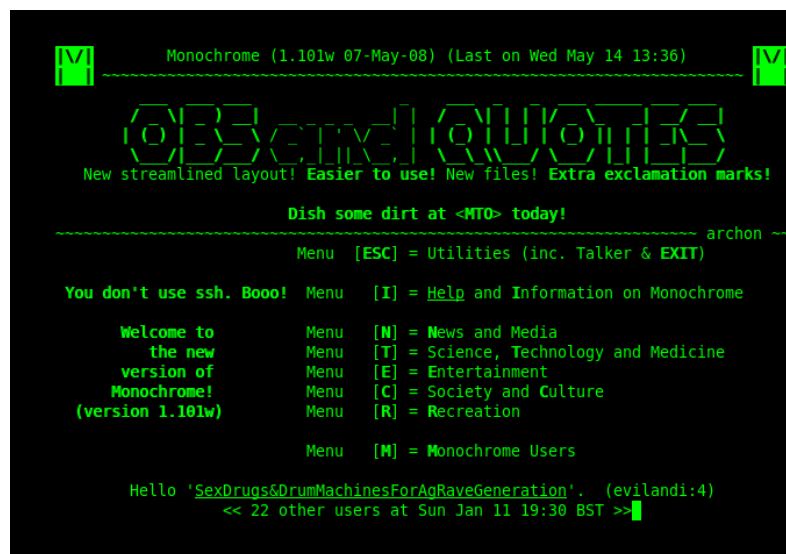 Monochrome (1.101w 07-May-08) (Last on Wed May 14 13:36)
OBS and QUOTES
New streamlined layout! Easier to use! New files! Extra exclamation marks!
Dish some dirt at <MTO> today!
archon
Menu [ESC] = Utilities (inc. Talker & EXIT)
You don't use ssh. Booo! Menu [I] = Help and Information on Monochrome
Welcome to Menu [N] = News and Media
the new Menu [T] = Science, Technology and Medicine
version of Menu [E] = Entertainment
Monochrome! Menu [C] = Society and Culture
(version 1.101w) Menu [R] = Recreation
Menu [M] = Monochrome Users
Hello 'SexDrugs&DrumMachinesForAgRaveGeneration'. (evilandi:4)
<< 22 other users at Sun Jan 11 19:30 BST >>